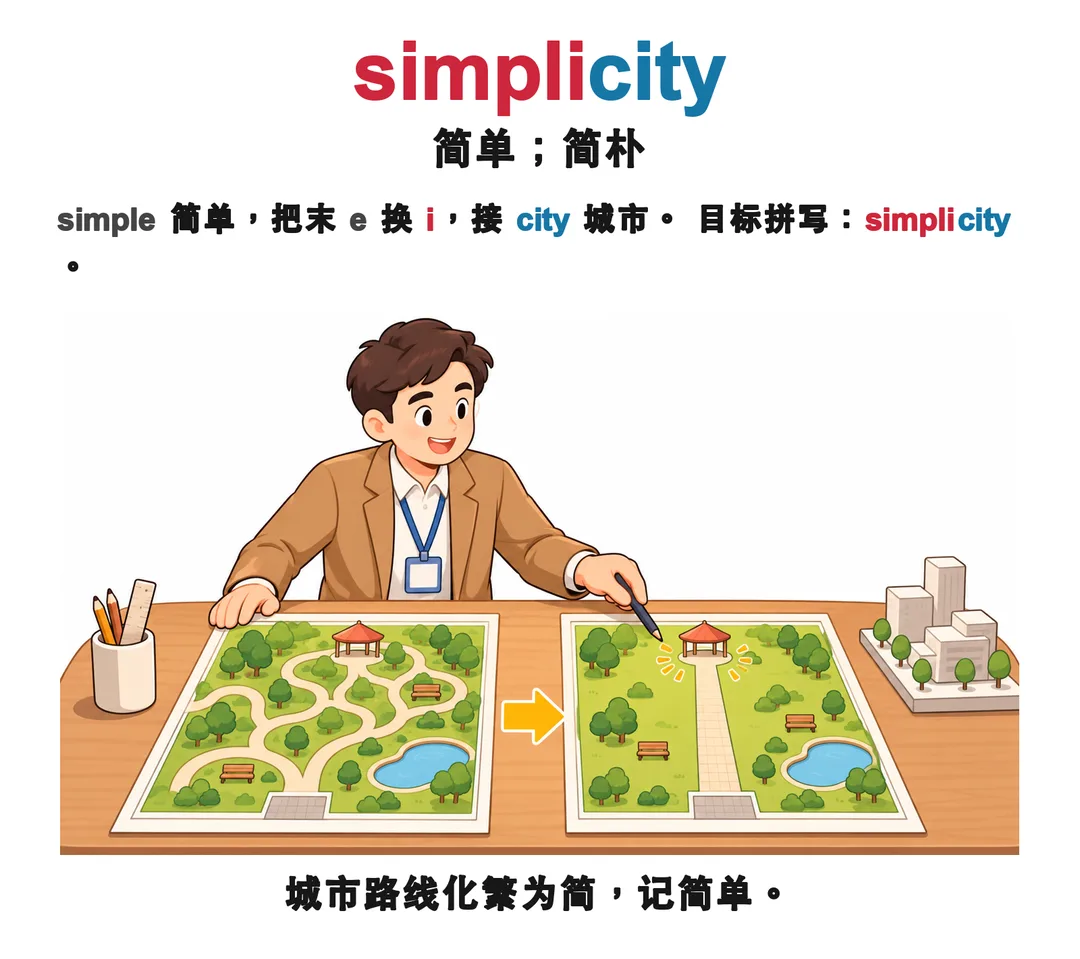 simplicity
简单；简朴
simple 简单，把末 e 换 i，接 city 城市。 目标拼写：simplicity
。
城市路线化繁为简，记简单。